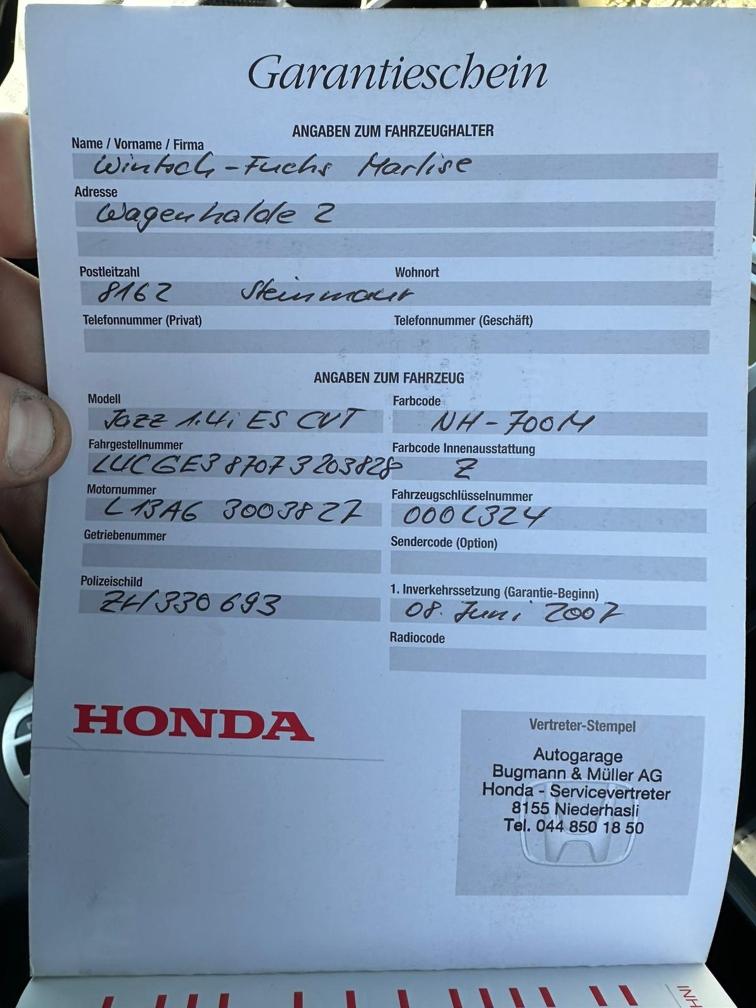 Garantieschein
ANGABEN ZUM FAHRZEUGHALTER
Name / Vorname / Firma
Wintsch-Fuchs Marlise
Adresse
Wagenhalde 2
Postleitzahl Wohnort
8162 Steinmaur
Telefonnummer (Privat) Telefonnummer (Geschäft)
ANGABEN ZUM FAHRZEUG
Modell Farbcode
Jazz 1.4i ES CVT NH-700M
Fahrgestellnummer Farbcode Innenausstattung
LUCGE387073203828 Z
Motornummer Fahrzeugschlüsselnummer
L13A6 3003827 000L324
Getriebenummer Sendercode (Option)
Polizeischild 1. Inverkehrssetzung (Garantie-Beginn)
ZH/330 693 08. Juni 2007
Radiocode
HONDA
Vertreter-Stempel
Autogarage
Bugmann & Müller AG
Honda - Servicevertreter
8155 Niederhasli
Tel. 044 850 18 50